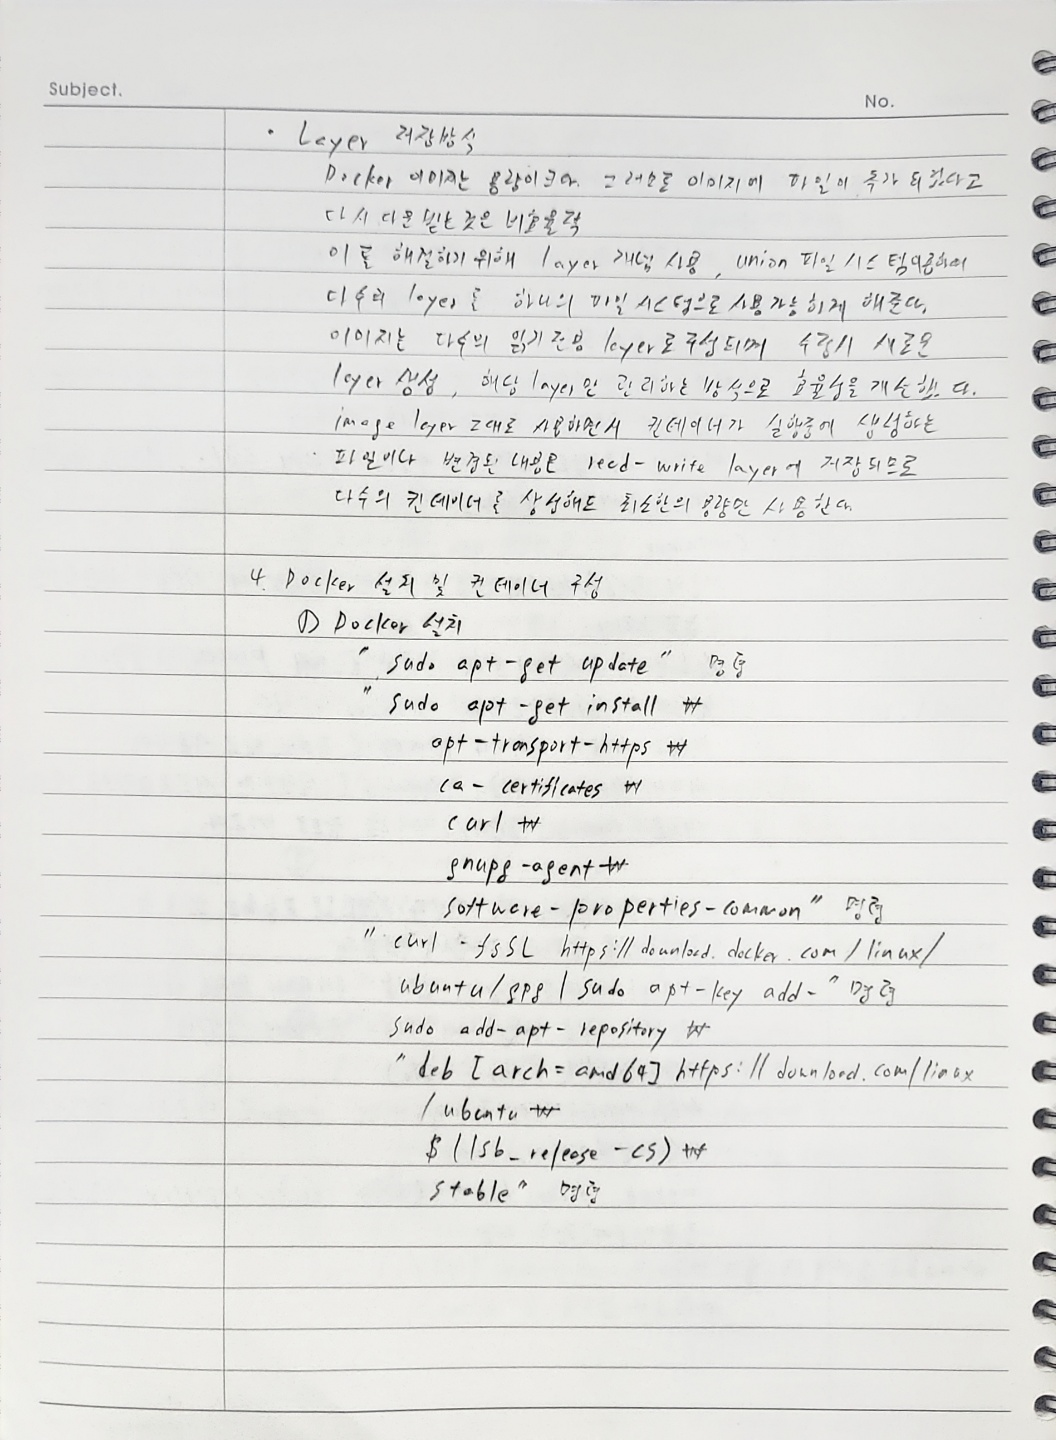 Subject.
No.
· Layer 저장방식
Docker 이미지는 용량이크다. 그러므로 이미지에 파일이 추가 되었다고
다시 다운 받는 것은 비효율적
이를 해결하기 위해 layer 개념 사용, union 파일 시스템이용하여
다수의 layer를 하나의 파일 시스템으로 사용가능하게 해준다.
이미지는 다수의 읽기전용 layer로 구성되며 수정시 새로운
layer 생성, 해당 layer만 관리하는 방식으로 효율성을 개선했다.
image layer 그대로 사용하면서 컨테이너가 실행중에 생성하는
파일이나 변경된 내용은 read-write layer에 저장되므로
다수의 컨테이너를 생성해도 최소한의 용량만 사용한다.
4. Docker 설치 및 컨테이너 구성
① Docker 설치
" sudo apt-get update" 명령
" sudo apt-get install ₩
apt-transport-https ₩
ca-certificates ₩
curl ₩
gnupg-agent ₩
software-properties-common" 명령
" curl -fsSL https://download.docker.com/linux/
ubuntu/gpg | sudo apt-key add-" 명령
sudo add-apt-repository ₩
"deb [arch=amd64] https://download.com/linux
/ubuntu ₩
$(lsb_release -cs) ₩
stable" 명령